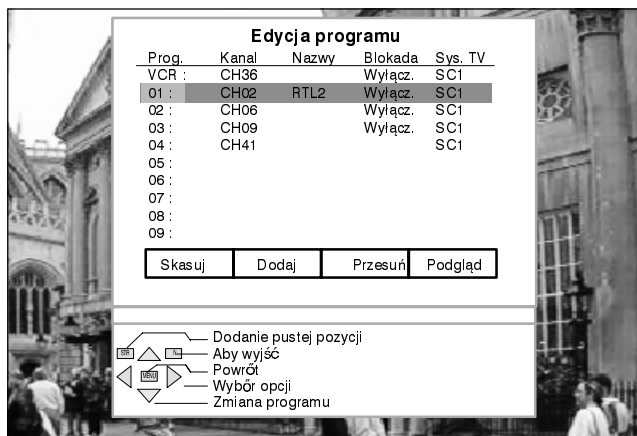 Edycja programu
Prog. Kanał Nazwy Blokada Sys. TV
VCR : CH36 Wyłącz. SC1
01 : CH02 RTL2 Wyłącz. SC1
02 : CH06 Wyłącz. SC1
03 : CH09 Wyłącz. SC1
04 : CH41 SC1
05 :
06 :
07 :
08 :
09 :
Skasuj Dodaj Przesuń Podgląd
Dodanie pustej pozycji
Aby wyjść
Powrót
Wybór opcji
Zmiana programu
MENU